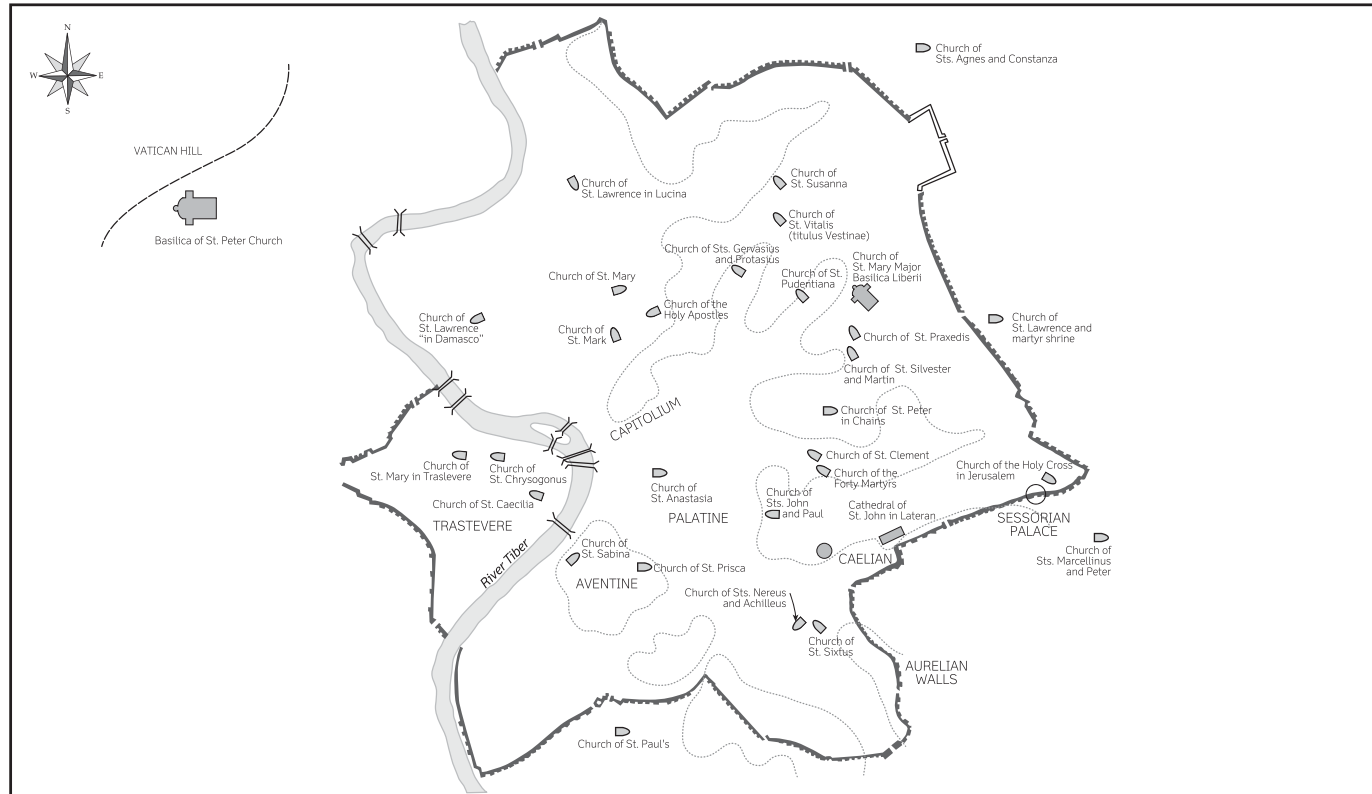 N
W
E
S
VATICAN HILL
Basilica of St. Peter Church
Church of
Sts. Agnes and Constanza
Church of
St. Lawrence in Lucina
Church of
St. Susanna
Church of
St. Vitalis
(titulus Vestinae)
Church of Sts. Gervasius
and Protasius
Church of St.
Pudentiana
Church of
St. Mary Major
Basilica Liberii
Church of St. Mary
Church of the
Holy Apostles
Church of
St. Mark
Church of
St. Lawrence
"in Damasco"
Church of St. Praxedis
Church of St. Silvester
and Martin
Church of
St. Lawrence and
martyr shrine
Church of St. Peter
in Chains
CAPITOLIUM
Church of St. Clement
Church of the
Forty Martyrs
Church of the Holy Cross
in Jerusalem
Church of
St. Mary in Traslevere
Church of
St. Chrysogonus
Church of St. Caecilia
TRASTEVERE
Church of
St. Anastasia
PALATINE
Church of
Sts. John
and Paul
Cathedral of
St. John in Lateran
CAELIAN
SESSORIAN
PALACE
Church of
Sts. Marcellinus
and Peter
River Tiber
Church of
St. Sabina
Church of St. Prisca
AVENTINE
Church of Sts. Nereus
and Achilleus
Church of
St. Sixtus
AURELIAN
WALLS
Church of St. Paul's